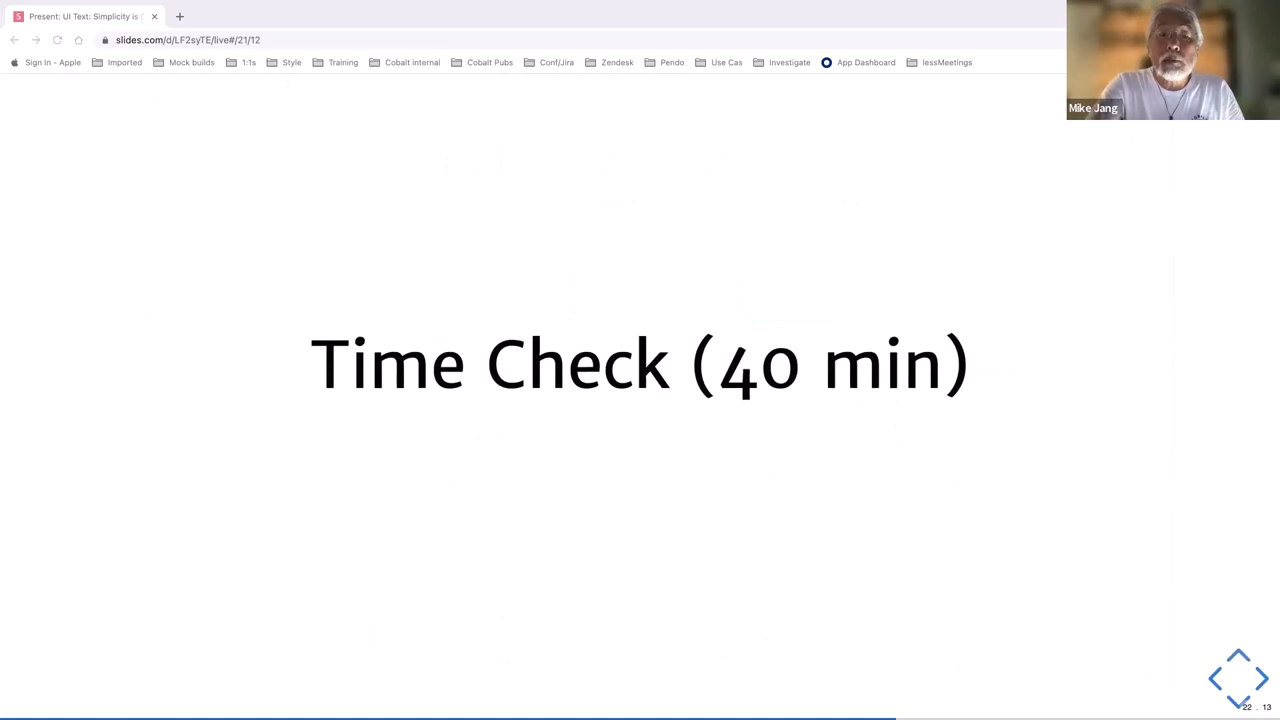 Present: UI Text: Simplicity is
slides.com/d/LF2syTE/live#/21/12
Sign In - Apple Imported Mock builds 1:1s Style Training Cobalt internal Cobalt Pubs Conf/Jira Zendesk Pendo Use Cas Investigate App Dashboard lessMeetings
Mike Jang
Time Check (40 min)
22 . 13